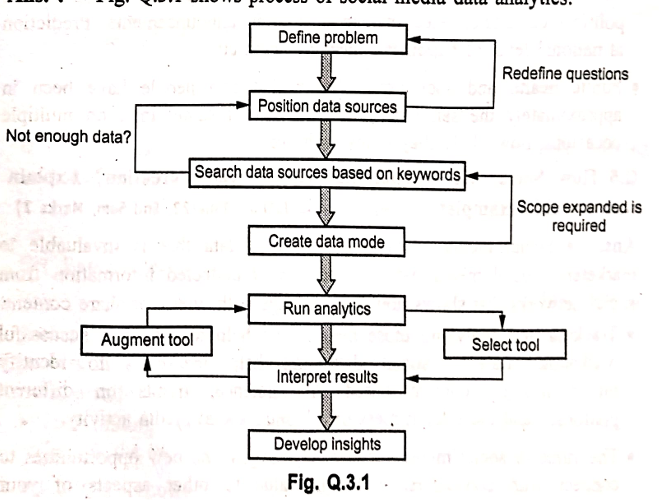 Fig. Q.3.1 shows process of social media data analytics.
Define problem
Redefine questions
Position data sources
Not enough data?
Search data sources based on keywords
Scope expanded is
required
Create data mode
Run analytics
Augment tool
Select tool
Interpret results
Develop insights
Fig. Q.3.1